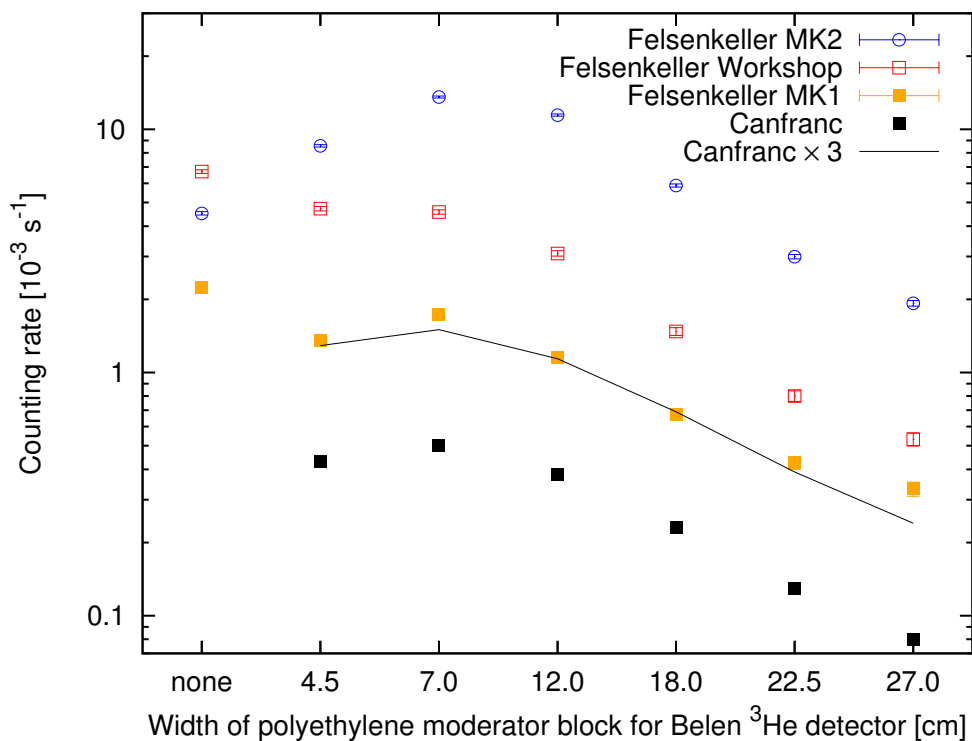 Felsenkeller MK2
Felsenkeller Workshop
Felsenkeller MK1
Canfranc
Canfranc × 3
10
1
0.1
Counting rate [10⁻³ s⁻¹]
none 4.5 7.0 12.0 18.0 22.5 27.0
Width of polyethylene moderator block for Belen ³He detector [cm]